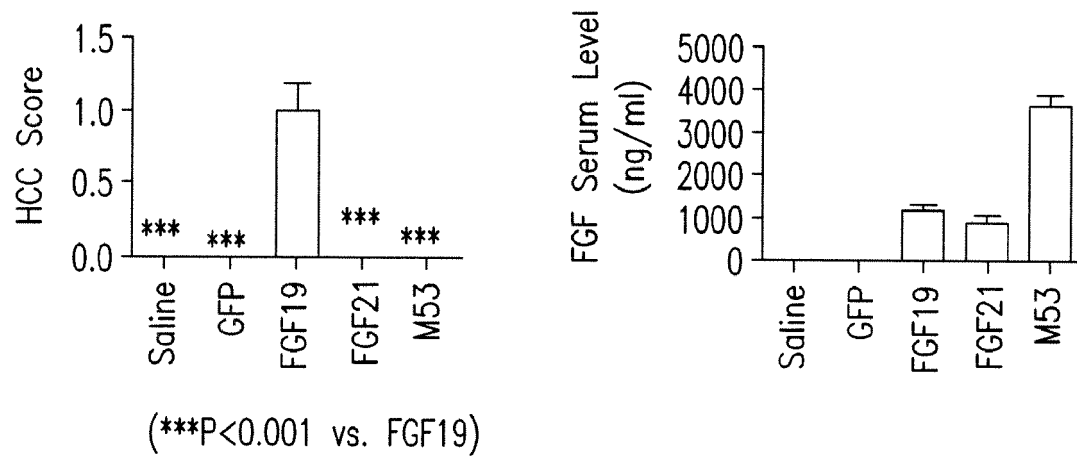 HCC Score
1.5
1.0
0.5
0.0
***
***
***
***
Saline
GFP
FGF19
FGF21
M53
(***P<0.001 vs. FGF19)
FGF Serum Level
(ng/ml)
5000
4000
3000
2000
1000
0
Saline
GFP
FGF19
FGF21
M53